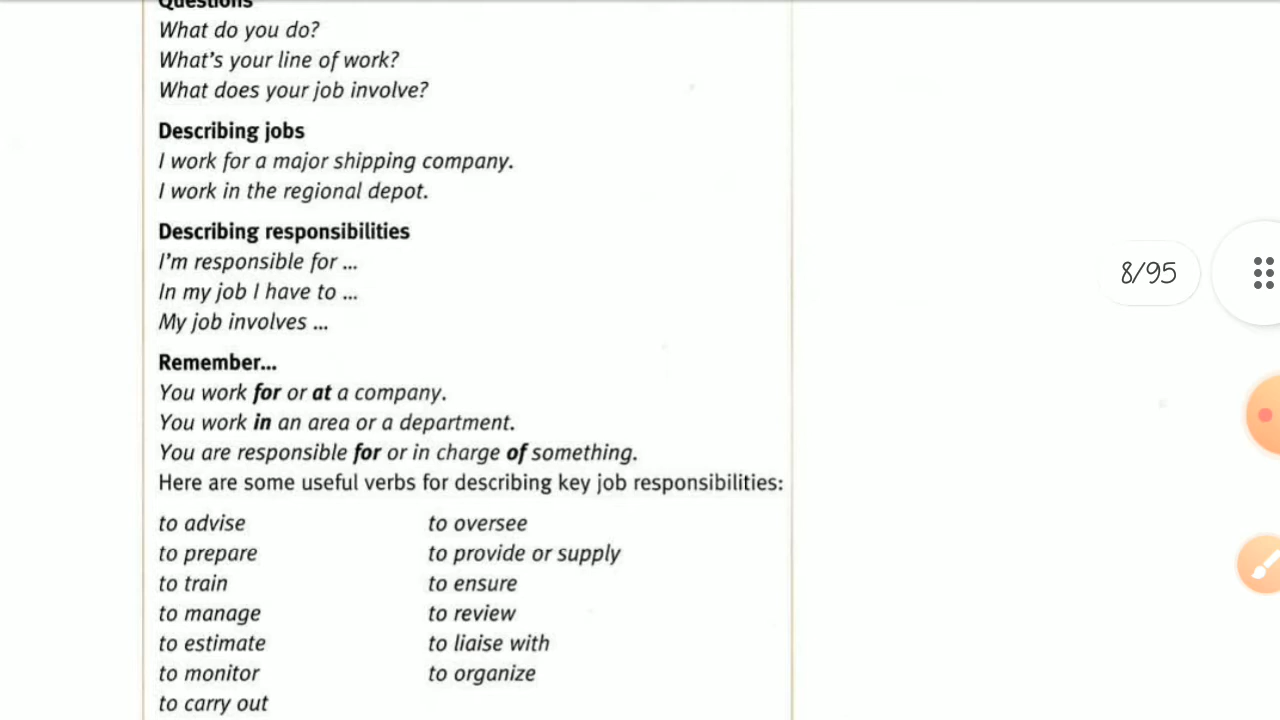 Questions
What do you do?
What's your line of work?
What does your job involve?
Describing jobs
I work for a major shipping company.
I work in the regional depot.
Describing responsibilities
I'm responsible for ...
In my job I have to ...
My job involves ...
Remember...
You work for or at a company.
You work in an area or a department.
You are responsible for or in charge of something.
Here are some useful verbs for describing key job responsibilities:
to advise
to prepare
to train
to manage
to estimate
to monitor
to carry out
to oversee
to provide or supply
to ensure
to review
to liaise with
to organize
8/95